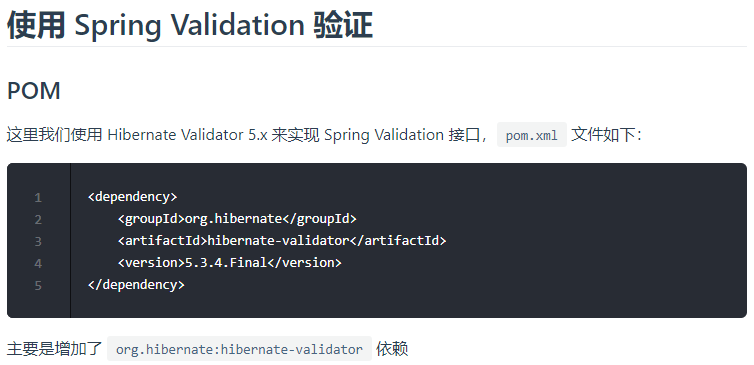 使用 Spring Validation 验证
POM
这里我们使用 Hibernate Validator 5.x 来实现 Spring Validation 接口， pom.xml 文件如下：
1 <dependency>
2     <groupId>org.hibernate</groupId>
3     <artifactId>hibernate-validator</artifactId>
4     <version>5.3.4.Final</version>
5 </dependency>
主要是增加了 org.hibernate:hibernate-validator 依赖